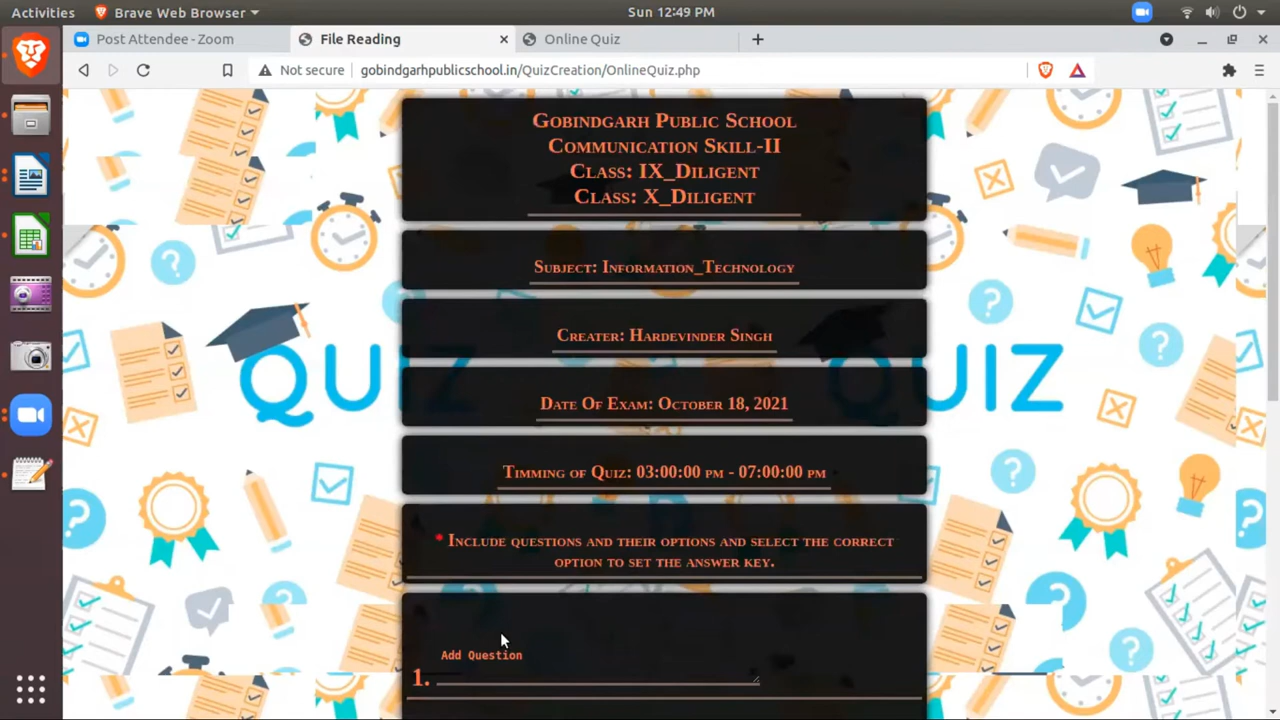 Activities
Brave Web Browser
Sun 12:49 PM
Post Attendee - Zoom
File Reading
Online Quiz
Not secure
gobindgarhpublicschool.in/QuizCreation/OnlineQuiz.php
Gobindgarh Public School
Communication Skill-II
Class: IX_Diligent
Class: X_Diligent
Subject: Information_Technology
Creater: Hardevinder Singh
QUIZ
QUIZ
Date Of Exam: October 18, 2021
Timming of Quiz: 03:00:00 pm - 07:00:00 pm
* Include questions and their options and select the correct
option to set the answer key.
Add Question
1.